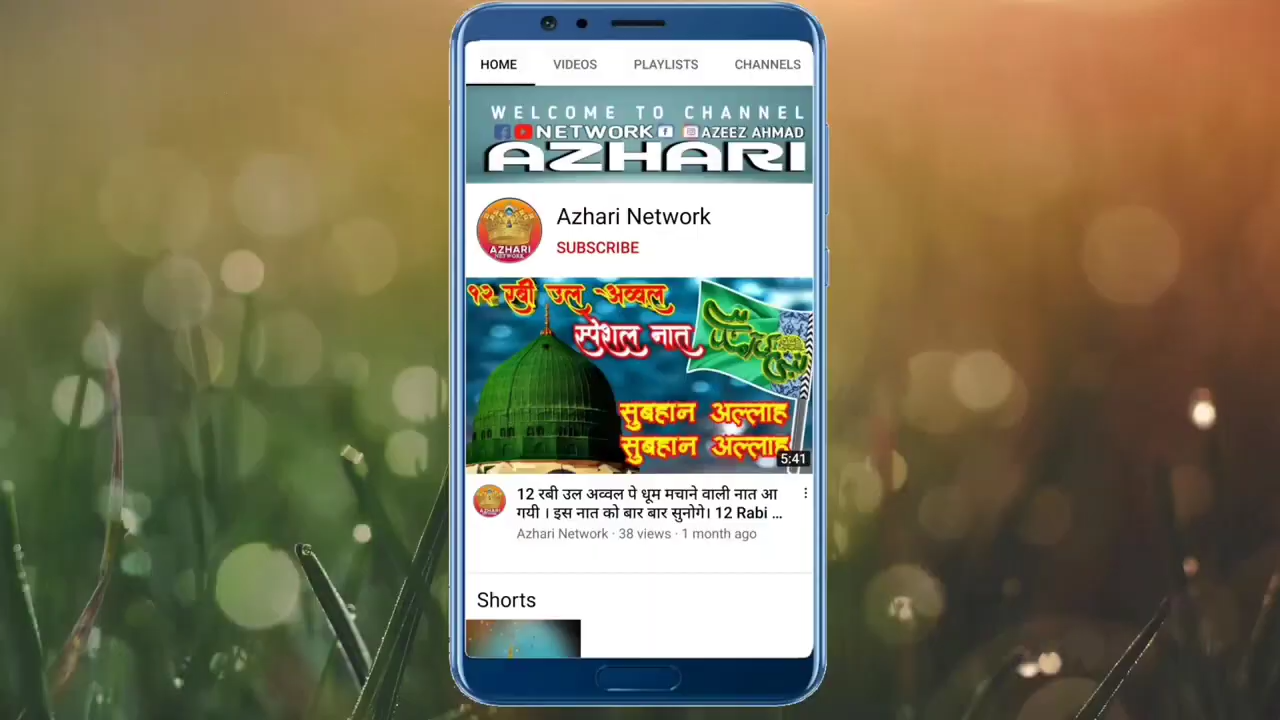 HOME VIDEOS PLAYLISTS CHANNELS
WELCOME TO CHANNEL
NETWORK AZEEZ AHMAD
AZHARI
AZHARI
NETWORK
Azhari Network
SUBSCRIBE
१२ रबी उल अव्वल
स्पेशल नात
सुबहान अल्लाह
सुबहान अल्लाह
5:41
12 रबी उल अव्वल पे धूम मचाने वाली नात आ
गयी । इस नात को बार बार सुनोगे। 12 Rabi ...
Azhari Network · 38 views · 1 month ago
Shorts